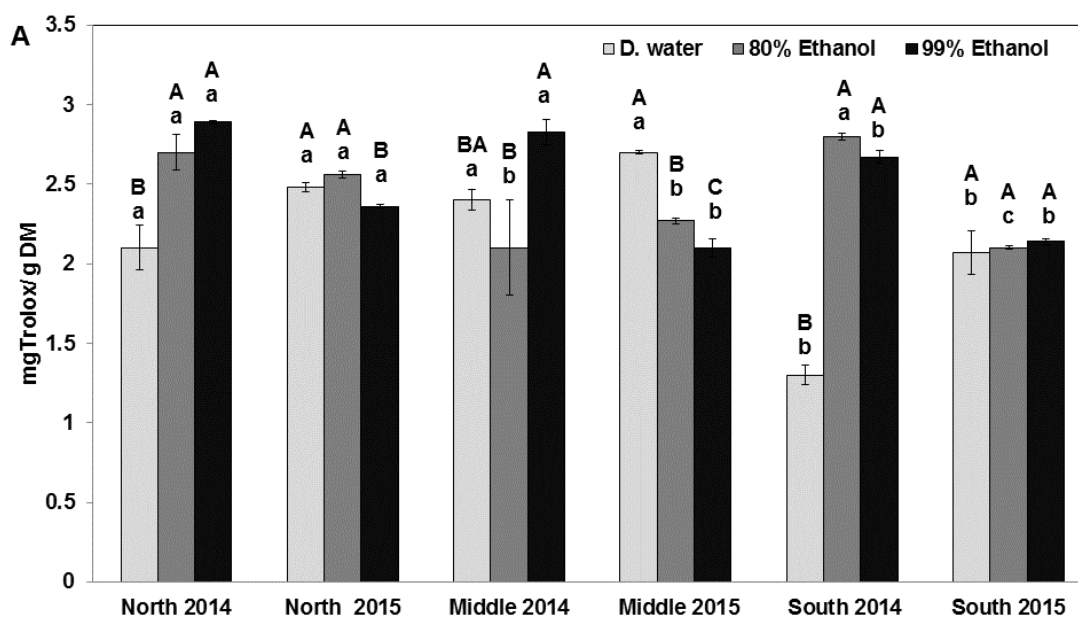 A
3.5
3
2.5
2
1.5
1
0.5
0
mgTrolox/g DM
D. water 80% Ethanol 99% Ethanol
B
a
A
a
A
a
A
a
A
a
B
a
BA
a
B
b
A
a
A
a
B
b
C
b
B
b
A
a
A
b
A
b
A
c
A
b
North 2014 North 2015 Middle 2014 Middle 2015 South 2014 South 2015